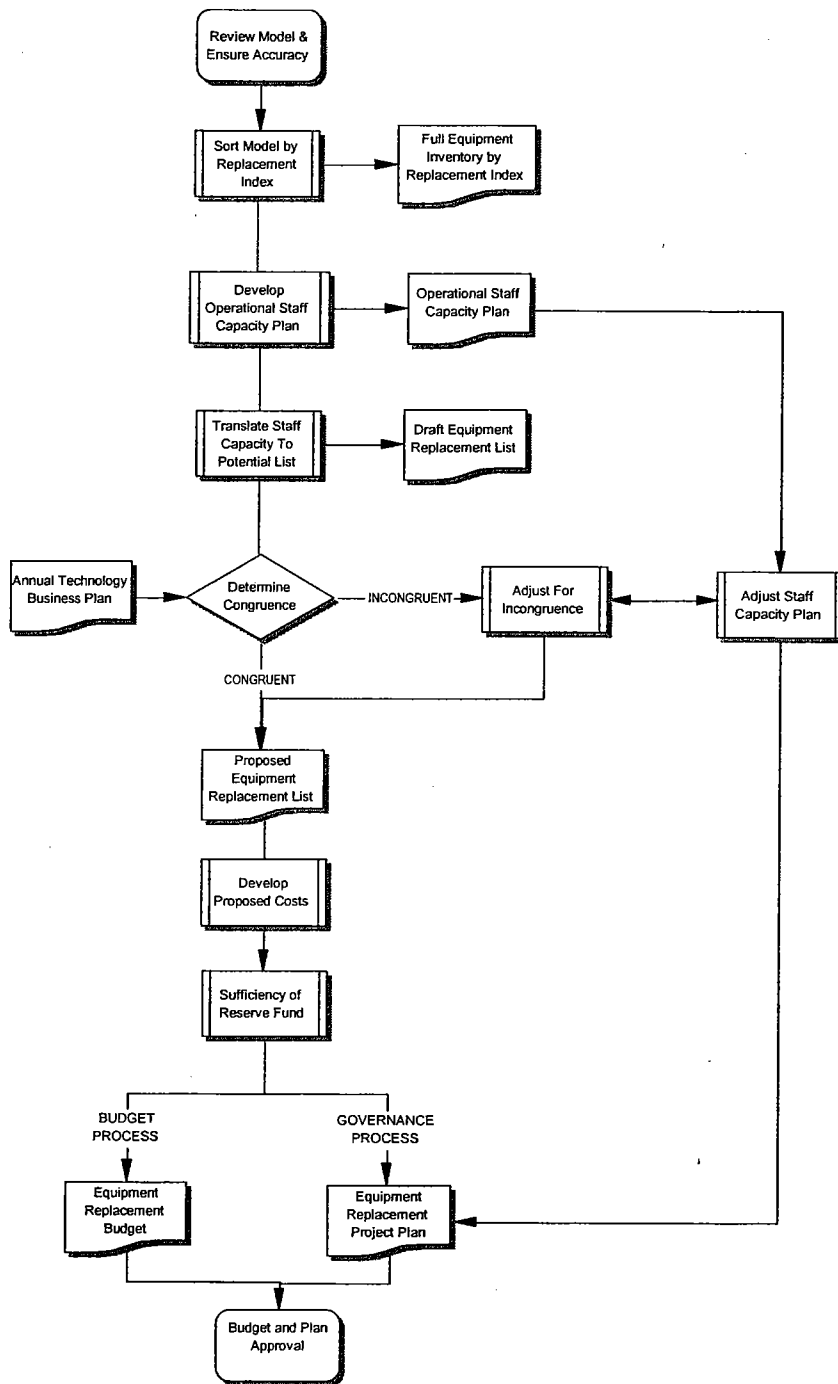 Review Model &
Ensure Accuracy
Sort Model by
Replacement
Index
Full Equipment
Inventory by
Replacement Index
Develop
Operational Staff
Capacity Plan
Operational Staff
Capacity Plan
Translate Staff
Capacity To
Potential List
Draft Equipment
Replacement List
Annual Technology
Business Plan
Determine
Congruence
INCONGRUENT
Adjust For
Incongruence
Adjust Staff
Capacity Plan
CONGRUENT
Proposed
Equipment
Replacement List
Develop
Proposed Costs
Sufficiency of
Reserve Fund
BUDGET
PROCESS
GOVERNANCE
PROCESS
Equipment
Replacement
Budget
Equipment
Replacement
Project Plan
Budget and Plan
Approval